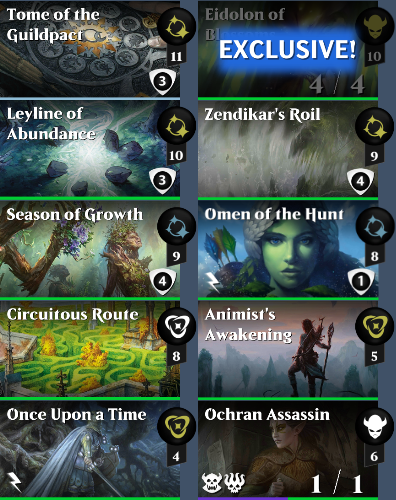 Tome of the
Guildpact
11
3
Eidolon of
EXCLUSIVE!
10
4 / 4
Leyline of
Abundance
10
3
Zendikar's Roil
9
4
Season of Growth
9
4
Omen of the Hunt
8
1
Circuitous Route
8
Animist's
Awakening
5
Once Upon a Time
4
Ochran Assassin
6
1 / 1